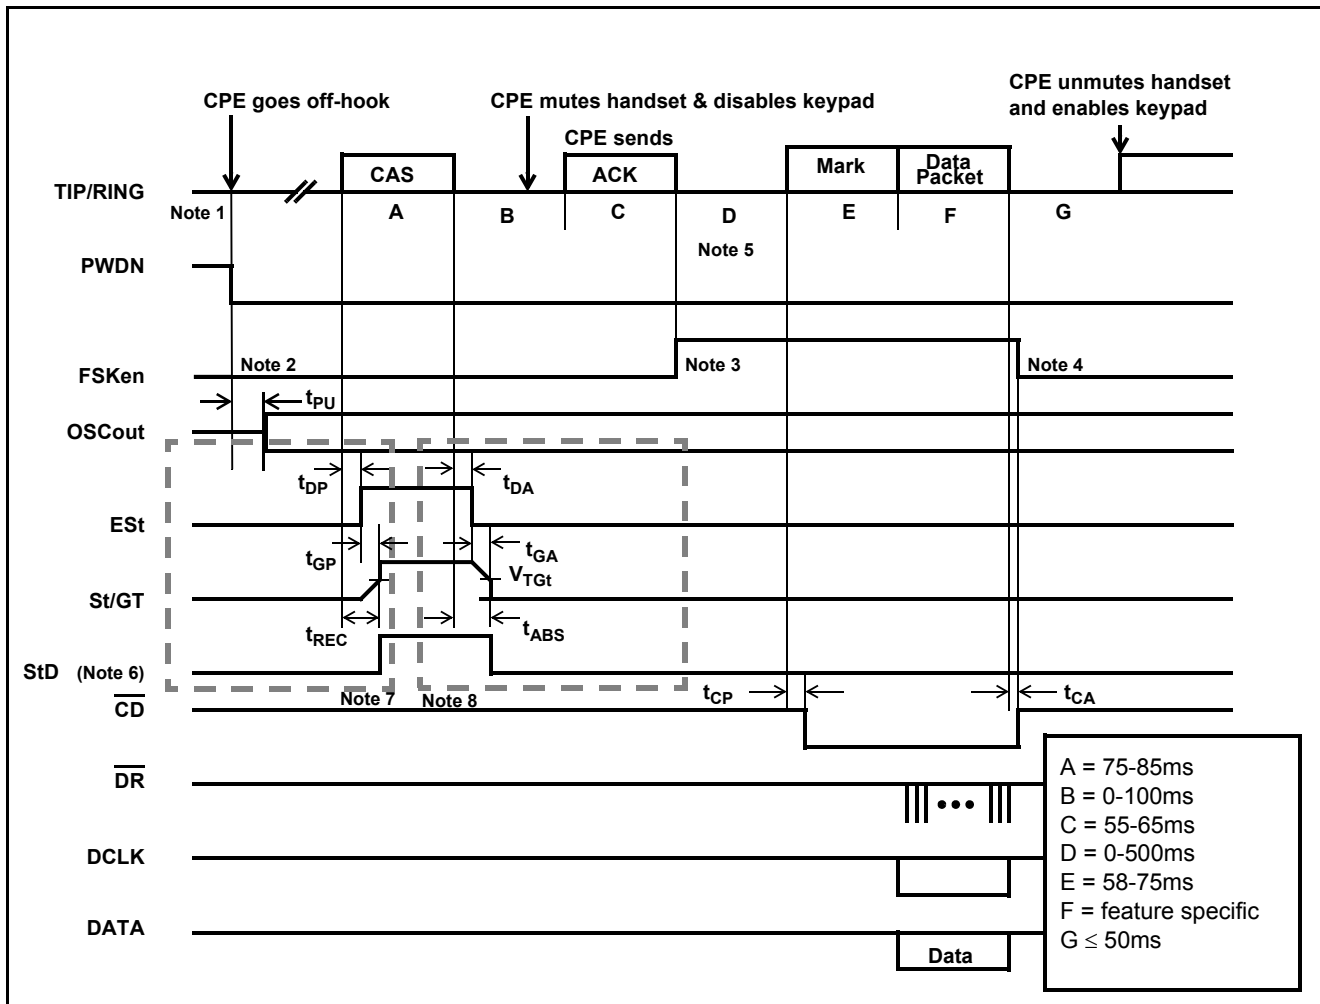 CPE goes off-hook
CPE mutes handset & disables keypad
CPE unmutes handset
and enables keypad
CPE sends
CAS
ACK
Mark
Data
Packet
TIP/RING
Note 1
A
B
C
D
E
F
G
Note 5
PWDN
Note 2
Note 3
Note 4
FSKen
tPU
OSCout
tDP
tDA
ESt
tGP
tGA
VTGt
St/GT
tREC
tABS
StD (Note 6)
Note 7
Note 8
tCP
tCA
CD
DR
DCLK
DATA
Data
A = 75-85ms
B = 0-100ms
C = 55-65ms
D = 0-500ms
E = 58-75ms
F = feature specific
G ≤ 50ms